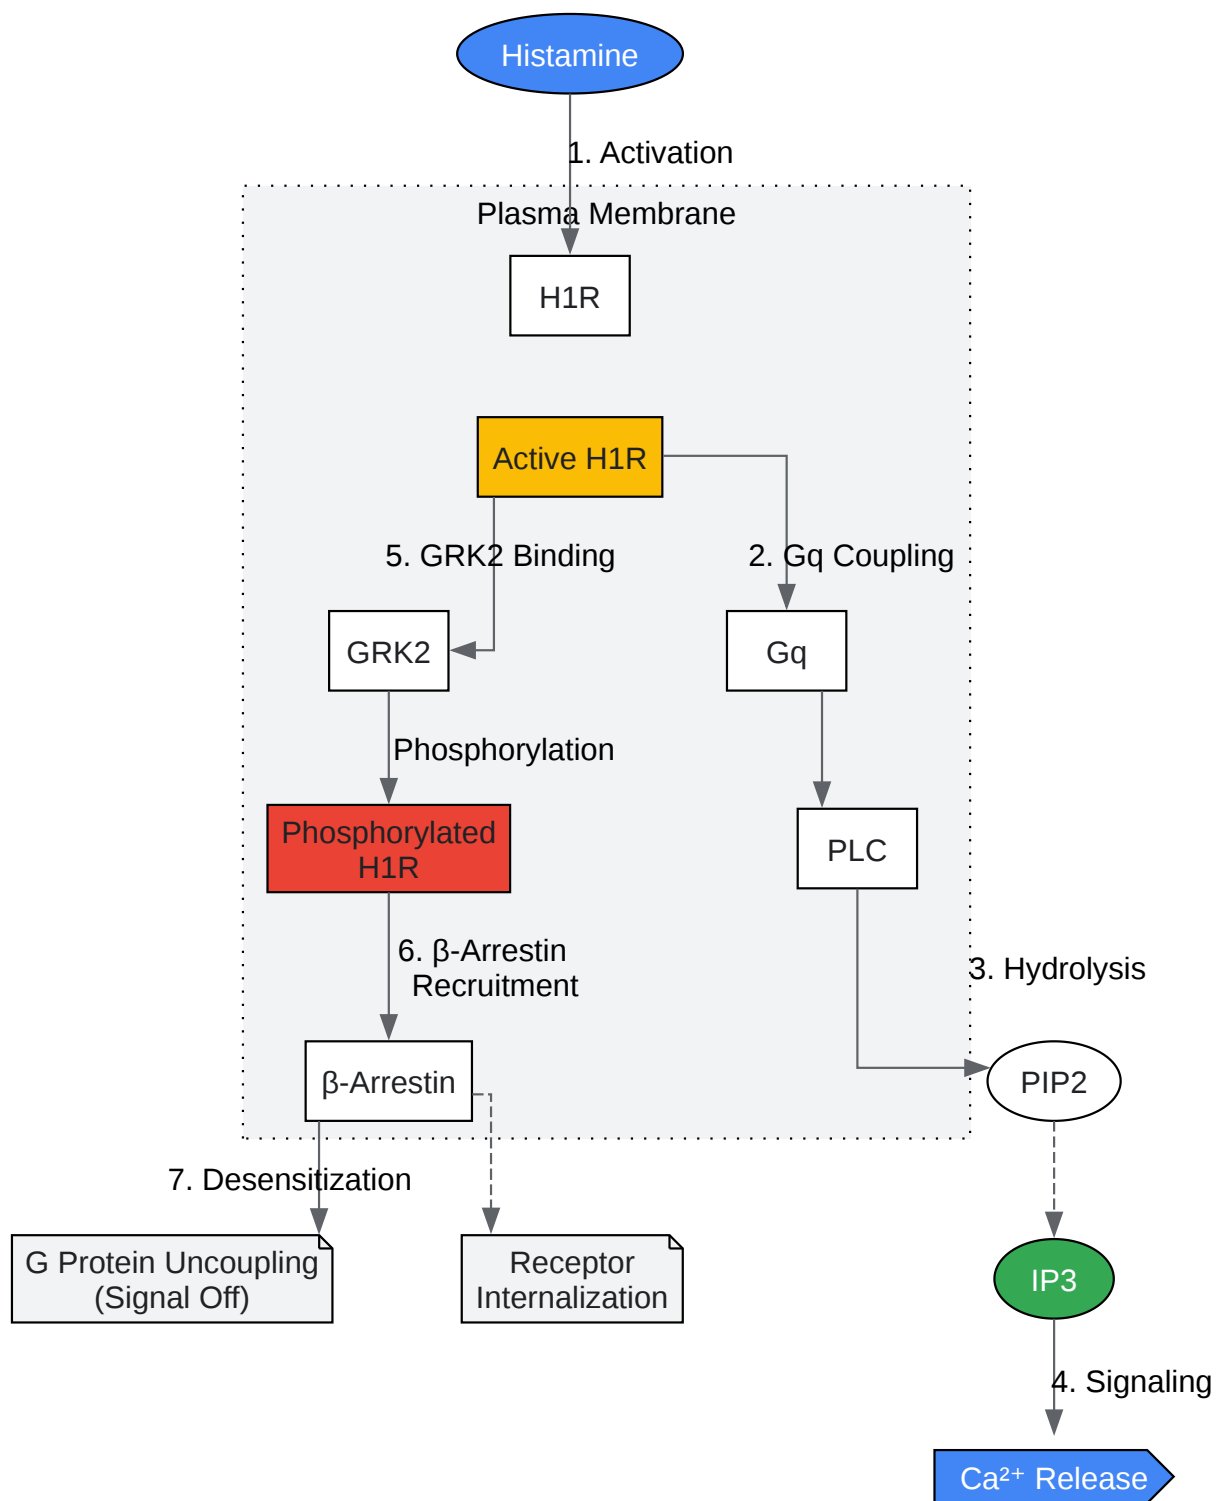 Histamine
1. Activation
Plasma Membrane
H1R
Active H1R
5. GRK2 Binding
2. Gq Coupling
GRK2
Gq
Phosphorylation
Phosphorylated
H1R
PLC
6. β-Arrestin
Recruitment
3. Hydrolysis
β-Arrestin
PIP2
7. Desensitization
G Protein Uncoupling
(Signal Off)
Receptor
Internalization
IP3
4. Signaling
Ca²⁺ Release